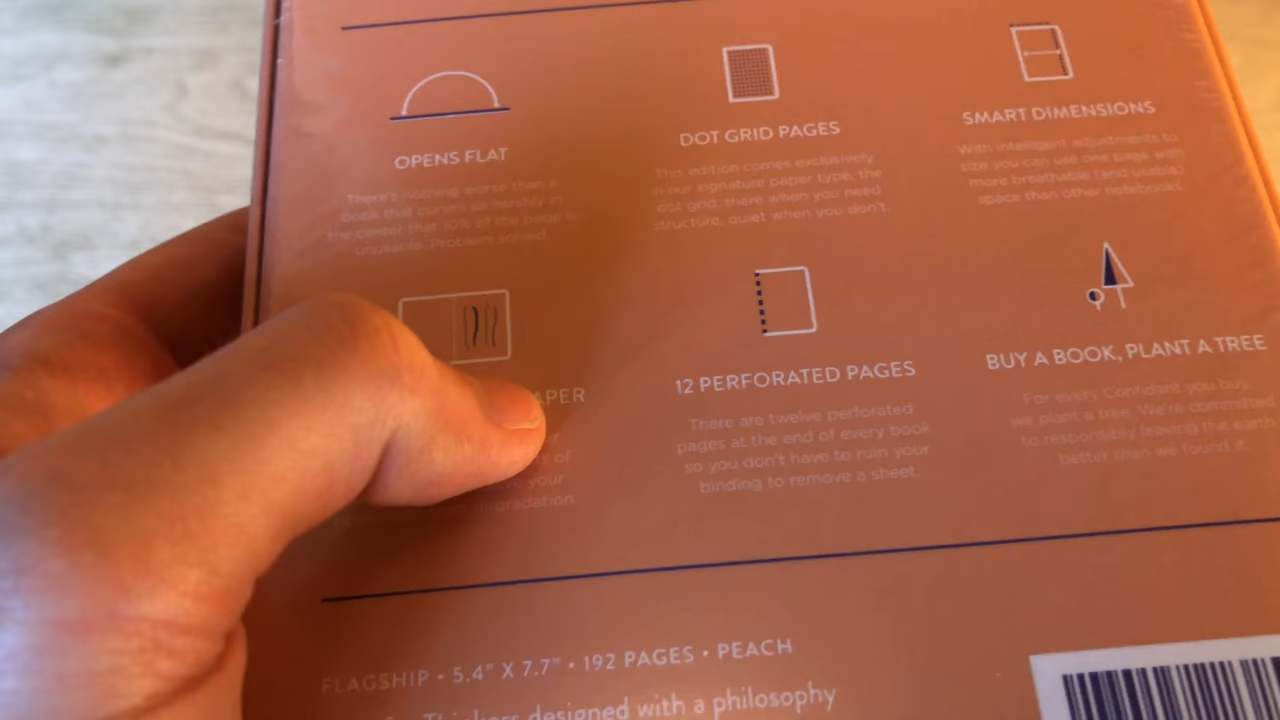 OPENS FLAT
There's nothing worse than a
book that curves so harshly in
the center that 10% of the page is
unusable. Problem solved.
DOT GRID PAGES
This edition comes exclusively
in our signature paper type, the
dot grid: there when you need
structure, quiet when you don't.
SMART DIMENSIONS
With intelligent adjustments to
size you can use one page with
more breathable (and usable)
space than other notebooks.
APER
of
your
gradation
12 PERFORATED PAGES
There are twelve perforated
pages at the end of every book
so you don't have to ruin your
binding to remove a sheet.
BUY A BOOK, PLANT A TREE
For every Confidant you buy,
we plant a tree. We're committed
to responsibly leaving the earth
better than we found it.
FLAGSHIP • 5.4" X 7.7" • 192 PAGES • PEACH
Thinkers designed with a philosophy